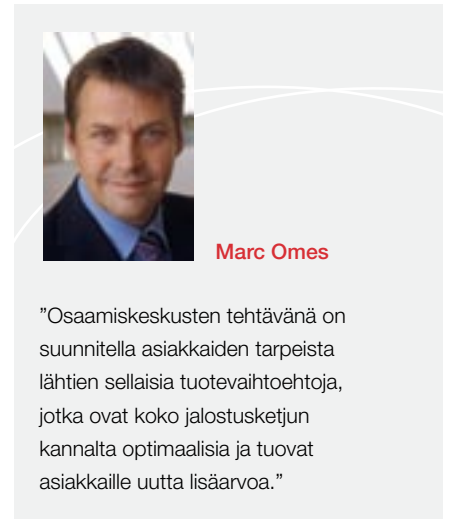 Marc Omes
”Osaamiskeskusten tehtävänä on
suunnitella asiakkaiden tarpeista
lähtien sellaisia tuotevaihtoehtoja,
jotka ovat koko jalostusketjun
kannalta optimaalisia ja tuovat
asiakkaille uutta lisäarvoa.”